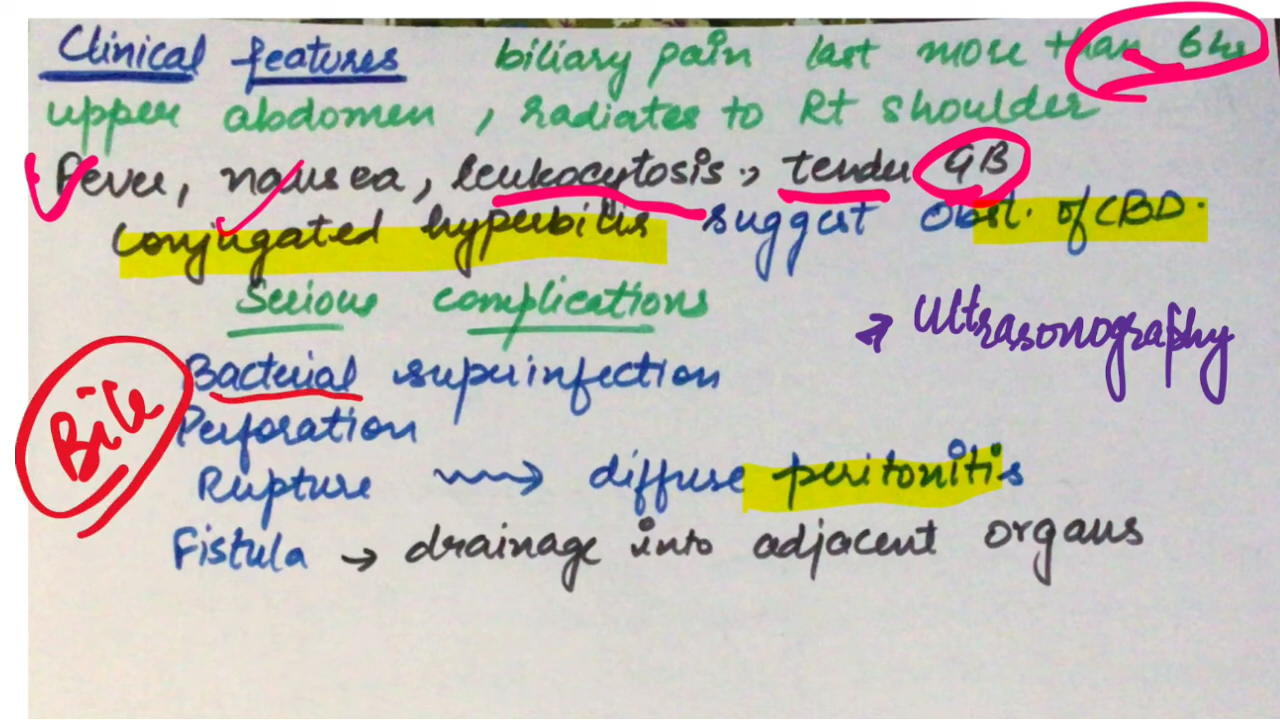 Clinical features biliary pain last more than 6 hr
upper abdomen, radiates to Rt shoulder
Fever, nausea, leukocytosis, tender GB
Conjugated hyperbilis suggest Obst. of CBD.
Serious complications
→ Ultrasonography
Bacterial superinfection
Bile
Perforation
Rupture → diffuse peritonitis
Fistula → drainage into adjacent organs